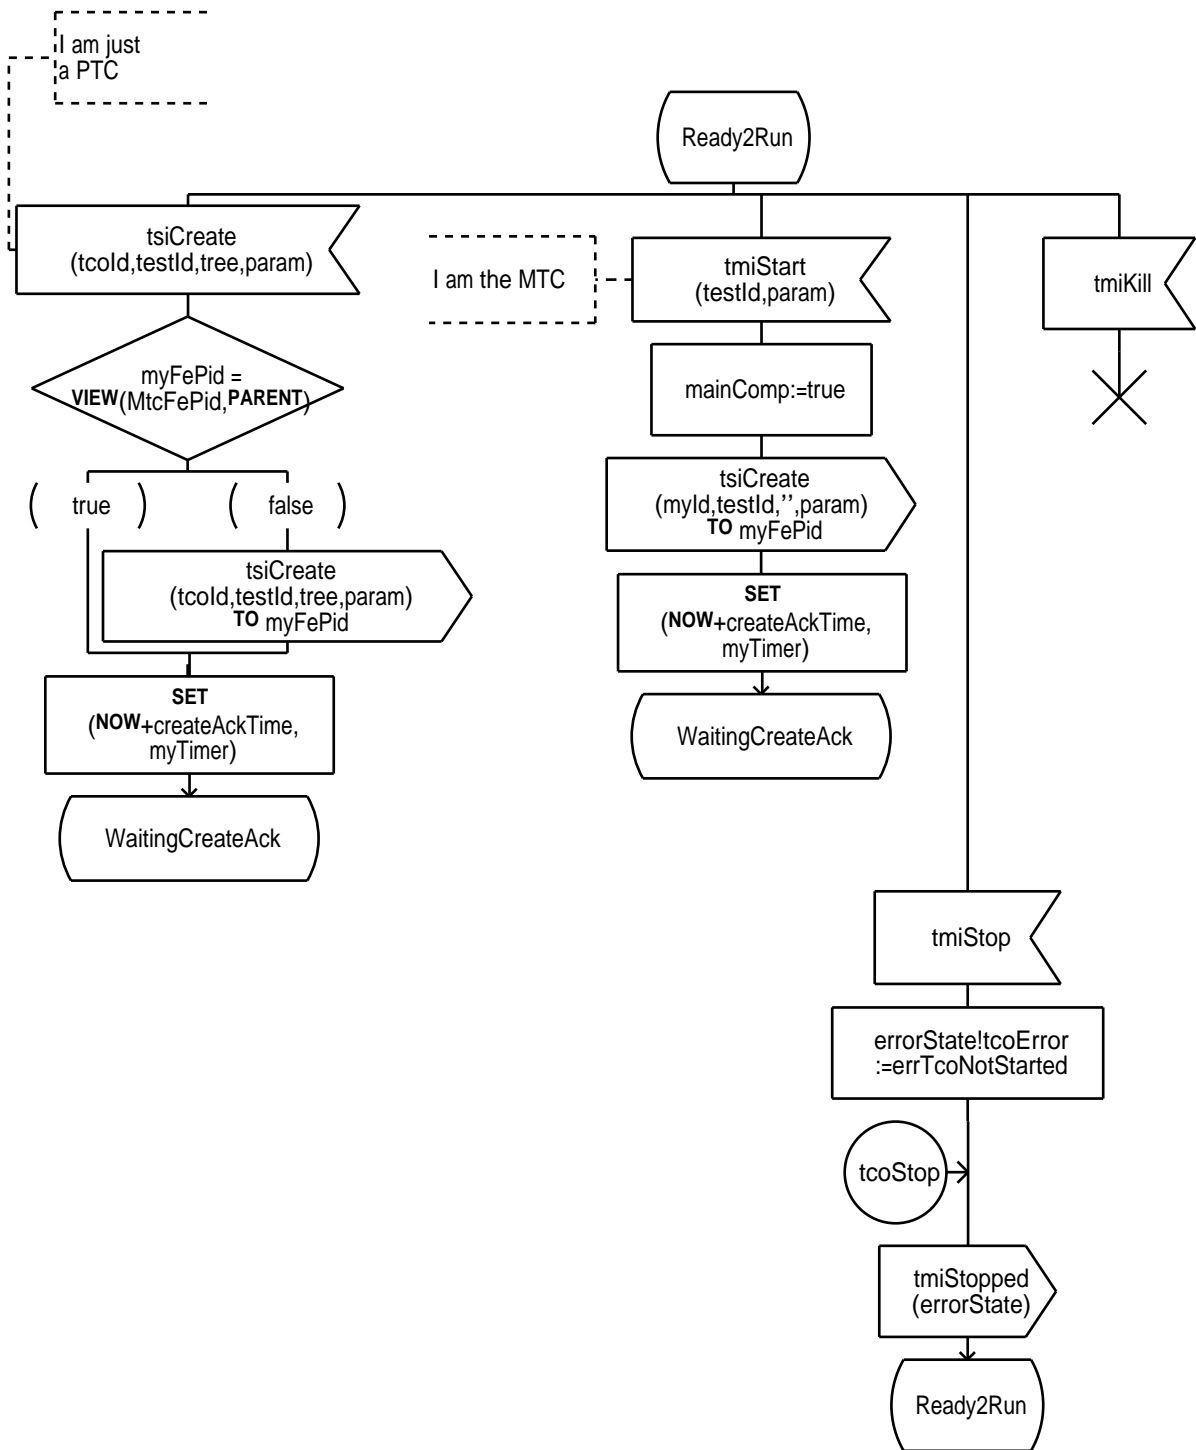 I am just
a PTC
Ready2Run
tsiCreate
(tcoId,testId,tree,param)
I am the MTC
tmiStart
(testId,param)
tmiKill
myFePid =
VIEW(MtcFePid,PARENT)
mainComp:=true
( true )
( false )
tsiCreate
(myId,testId,'',param)
TO myFePid
tsiCreate
(tcoId,testId,tree,param)
TO myFePid
SET
(NOW+createAckTime,
myTimer)
SET
(NOW+createAckTime,
myTimer)
WaitingCreateAck
WaitingCreateAck
tmiStop
errorState!tcoError
:=errTcoNotStarted
tcoStop
tmiStopped
(errorState)
Ready2Run